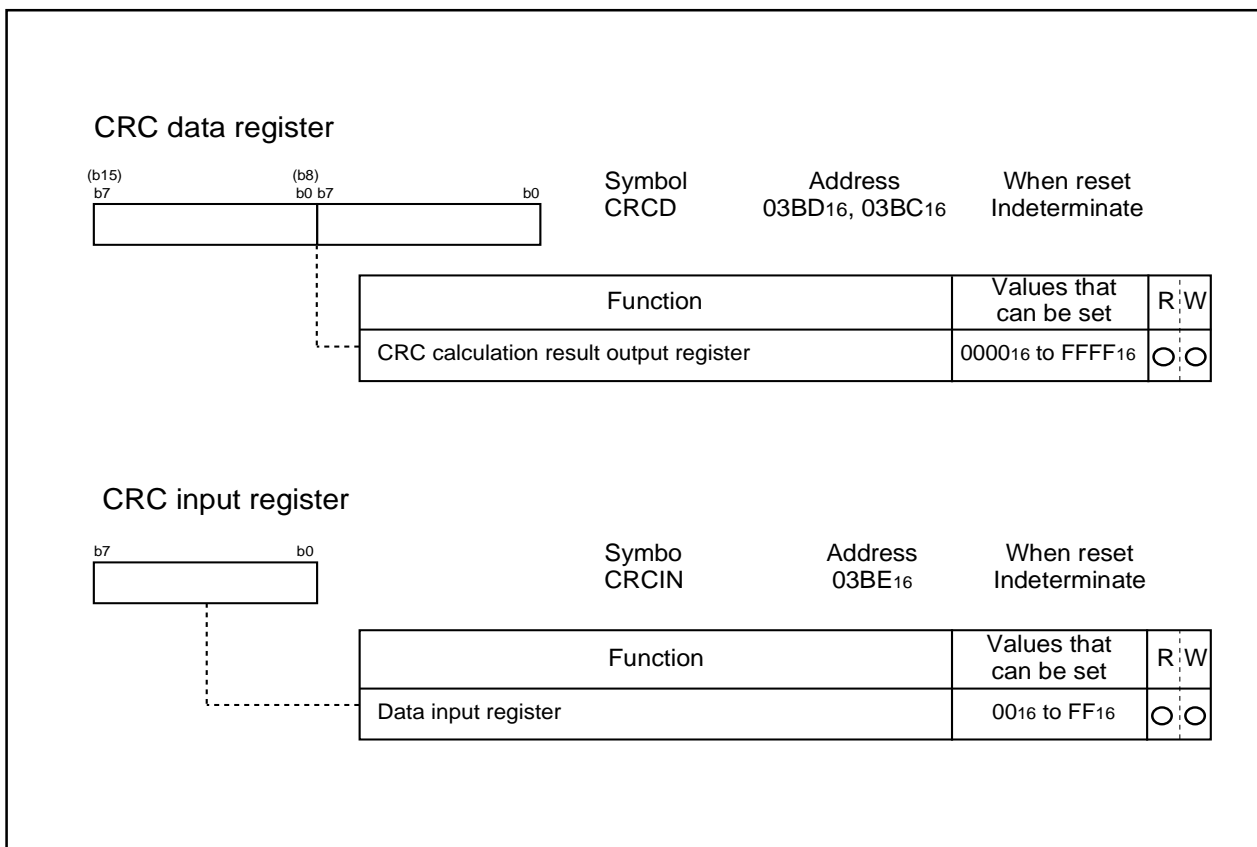 CRC data register
(b15) (b8)
b7 b0 b7 b0
Symbol Address When reset
CRCD 03BD16, 03BC16 Indeterminate
Function Values that can be set R W
CRC calculation result output register 000016 to FFFF16
CRC input register
b7 b0
Symbo Address When reset
CRCIN 03BE16 Indeterminate
Function Values that can be set R W
Data input register 0016 to FF16